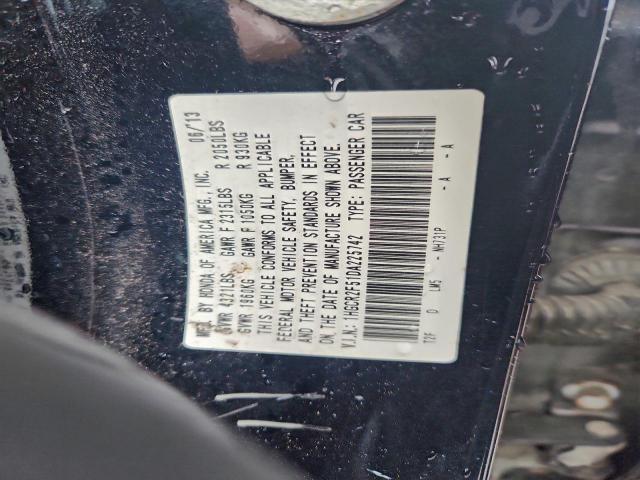 MFD. BY HONDA OF AMERICA MFG., INC. 06/13
GVWR 4321LBS GAWR F 2315LBS R 2050LBS
GVWR 1960KG GAWR F 1050KG R 930KG
THIS VEHICLE CONFORMS TO ALL APPLICABLE
FEDERAL MOTOR VEHICLE SAFETY, BUMPER,
AND THEFT PREVENTION STANDARDS IN EFFECT
ON THE DATE OF MANUFACTURE SHOWN ABOVE.
V.I.N.: 1HGCR2F51DA225742 TYPE: PASSENGER CAR
T2F D LM5 - NH731P - A - A